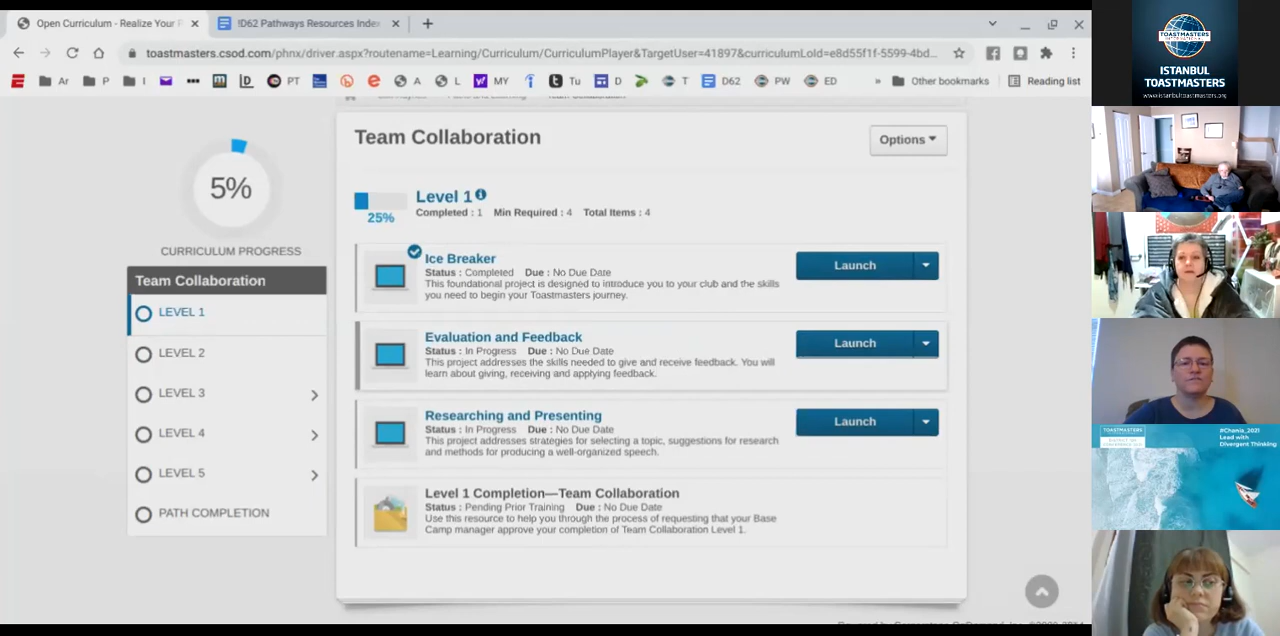 Open Curriculum - Realize Your P
!D62 Pathways Resources Index
toastmasters.csod.com/phnx/driver.aspx?routename=Learning/Curriculum/CurriculumPlayer&TargetUser=41897&curriculumLoId=e8d55f1f-5599-4bd...
Ar
P
I
PT
A
L
MY
Tu
D
T
D62
PW
ED
»
Other bookmarks
Reading list
Team Collaboration
Options
5%
CURRICULUM PROGRESS
Team Collaboration
LEVEL 1
LEVEL 2
LEVEL 3
LEVEL 4
LEVEL 5
PATH COMPLETION
25%
Level 1
Completed : 1 Min Required : 4 Total Items : 4
Ice Breaker
Status : Completed Due : No Due Date
This foundational project is designed to introduce you to your club and the skills
you need to begin your Toastmasters journey.
Launch
Evaluation and Feedback
Status : In Progress Due : No Due Date
This project addresses the skills needed to give and receive feedback. You will
learn about giving, receiving and applying feedback.
Launch
Researching and Presenting
Status : In Progress Due : No Due Date
This project addresses strategies for selecting a topic, suggestions for research
and methods for producing a well-organized speech.
Launch
Level 1 Completion—Team Collaboration
Status : Pending Prior Training Due : No Due Date
Use this resource to help you through the process of requesting that your Base
Camp manager approve your completion of Team Collaboration Level 1.
TOASTMASTERS
INTERNATIONAL
ISTANBUL
TOASTMASTERS
www.istanbultoastmasters.org
TOASTMASTERS
#Chania_2021
Lead with
Divergent Thinking